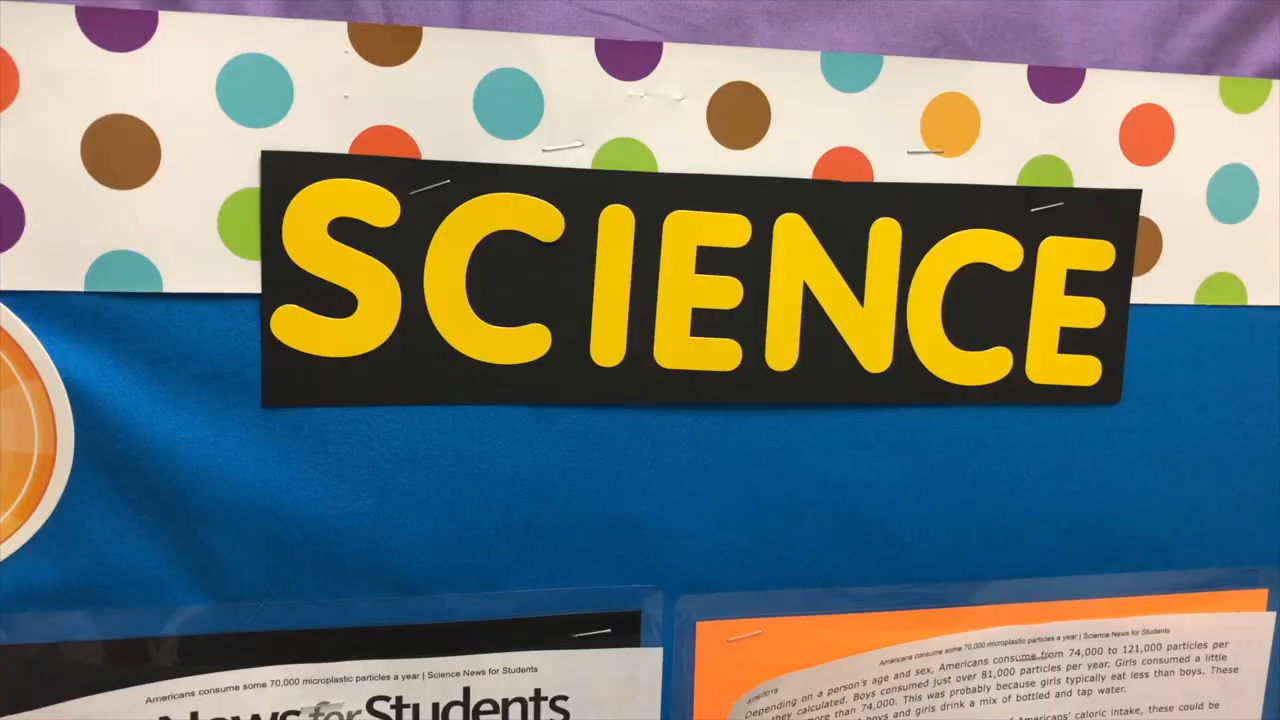 SCIENCE
Americans consume some 70,000 microplastic particles a year | Science News for Students
News for Students
Americans consume some 70,000 microplastic particles a year | Science News for Students
Depending on a person's age and sex, Americans consume from 74,000 to 121,000 particles per
they calculated. Boys consumed just over 81,000 particles per year. Girls consumed a little
more than 74,000. This was probably because girls typically eat less than boys. These
boys and girls drink a mix of bottled and tap water.
Americans' caloric intake, these could be